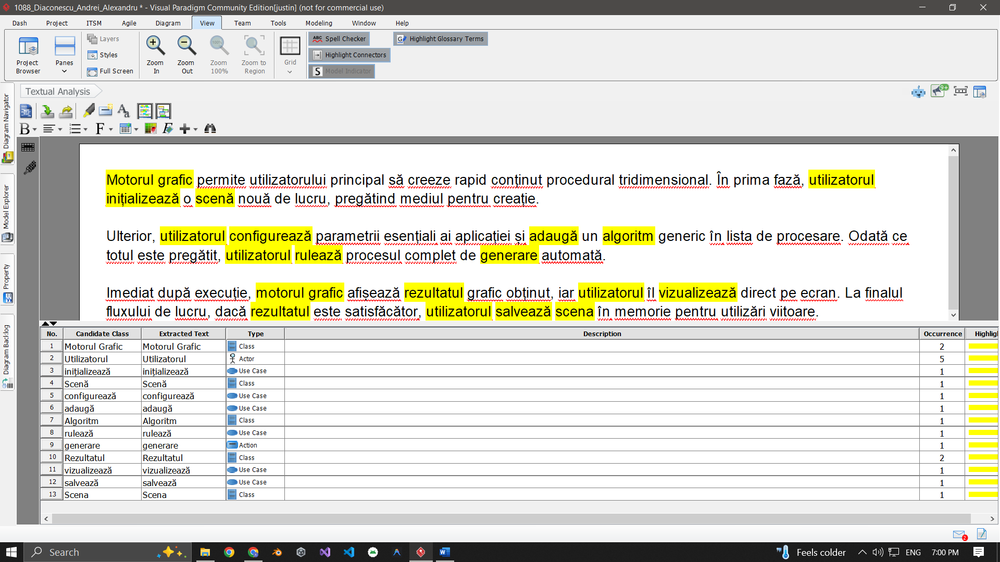 1088_Diaconescu_Andrei_Alexandru * - Visual Paradigm Community Edition[justin] (not for commercial use)
Dash Project ITSM Agile Diagram View Team Tools Modeling Window Help
Project Browser
Panes
Layers
Styles
Full Screen
Zoom In
Zoom Out
100%
Zoom 100%
Zoom to Region
Grid
ABC Spell Checker
Highlight Connectors
S Model Indicator
G Highlight Glossary Terms
Textual Analysis
9+
Diagram Navigator
Model Explorer
Property
Diagram Backlog
Motorul grafic permite utilizatorului principal să creeze rapid conținut procedural tridimensional. În prima fază, utilizatorul
inițializează o scenă nouă de lucru, pregătind mediul pentru creație.
Ulterior, utilizatorul configurează parametrii esențiali ai aplicației și adaugă un algoritm generic în lista de procesare. Odată ce
totul este pregătit, utilizatorul rulează procesul complet de generare automată.
Imediat după execuție, motorul grafic afișează rezultatul grafic obținut, iar utilizatorul îl vizualizează direct pe ecran. La finalul
fluxului de lucru, dacă rezultatul este satisfăcător, utilizatorul salvează scena în memorie pentru utilizări viitoare.
No. Candidate Class Extracted Text Type Description Occurrence Highlig
1 Motorul Grafic Motorul Grafic Class 2
2 Utilizatorul Utilizatorul Actor 5
3 inițializează inițializează Use Case 1
4 Scenă Scenă Class 1
5 configurează configurează Use Case 1
6 adaugă adaugă Use Case 1
7 Algoritm Algoritm Class 1
8 rulează rulează Use Case 1
9 generare generare Action 1
10 Rezultatul Rezultatul Class 2
11 vizualizează vizualizează Use Case 1
12 salvează salvează Use Case 1
13 Scena Scena Class 1
2
Search
Feels colder
ENG
7:00 PM